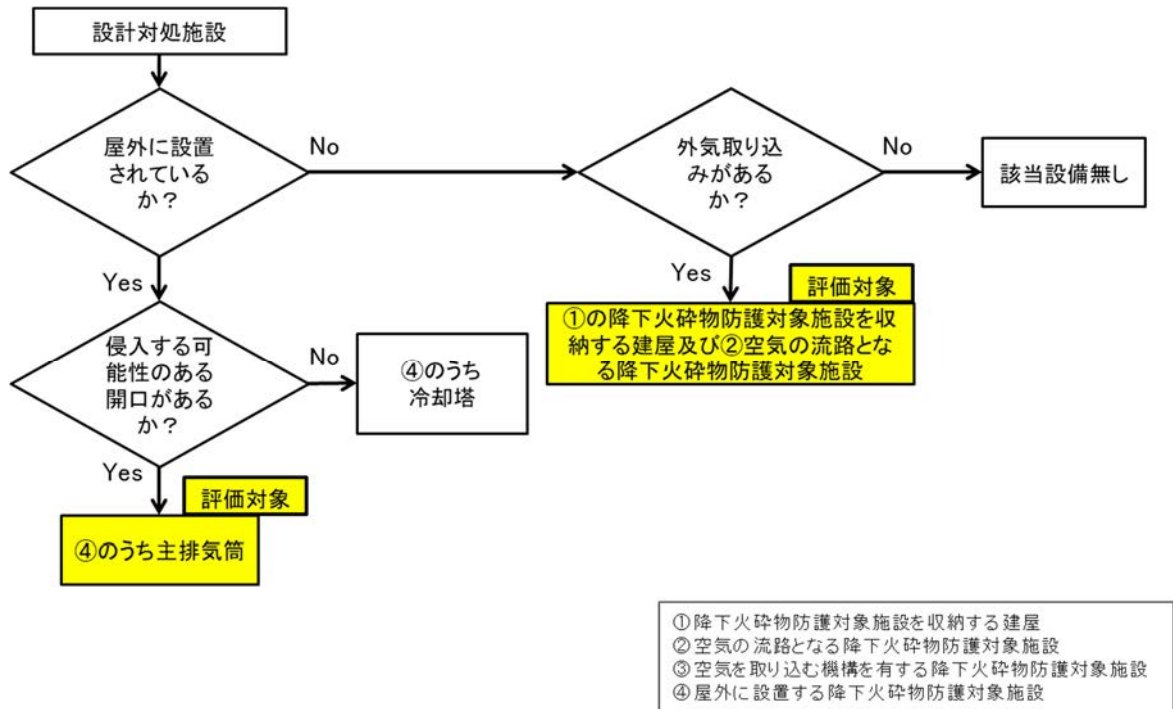 設計対処施設
屋外に設置
されているか
か？
No
外気取り込
みがある
か？
No
該当設備無し
Yes
Yes
評価対象
①の降下火砕物防護対象施設を収
納する建屋及び②空気の流路とな
る降下火砕物防護対象施設
侵入する可
能性のある
開口があるか
か？
No
④のうち
冷却塔
Yes
評価対象
④のうち主排気筒
①降下火砕物防護対象施設を収納する建屋
②空気の流路となる降下火砕物防護対象施設
③空気を取り込む機構を有する降下火砕物防護対象施設
④屋外に設置する降下火砕物防護対象施設